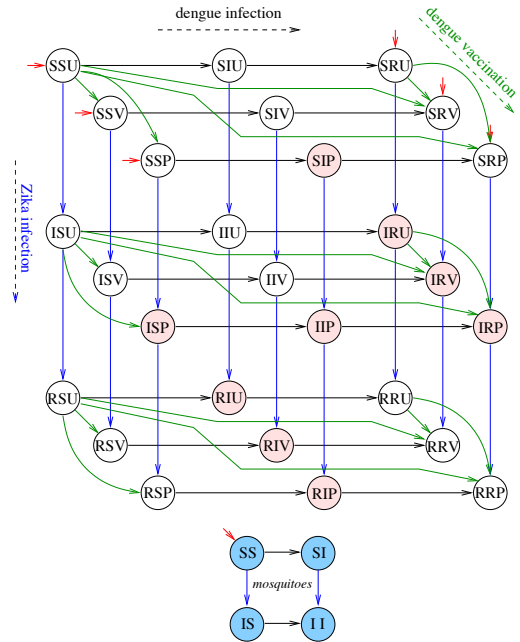 dengue infection
dengue vaccination
Zika infection
SSU SIU SRU
SSV SIV SRV
SSP SIP SRP
ISU IIU IRU
ISV IIV IRV
ISP IIP IRP
RSU RIU RRU
RSV RIV RRV
RSP RIP RRP
SS SI
mosquitoes
IS I I